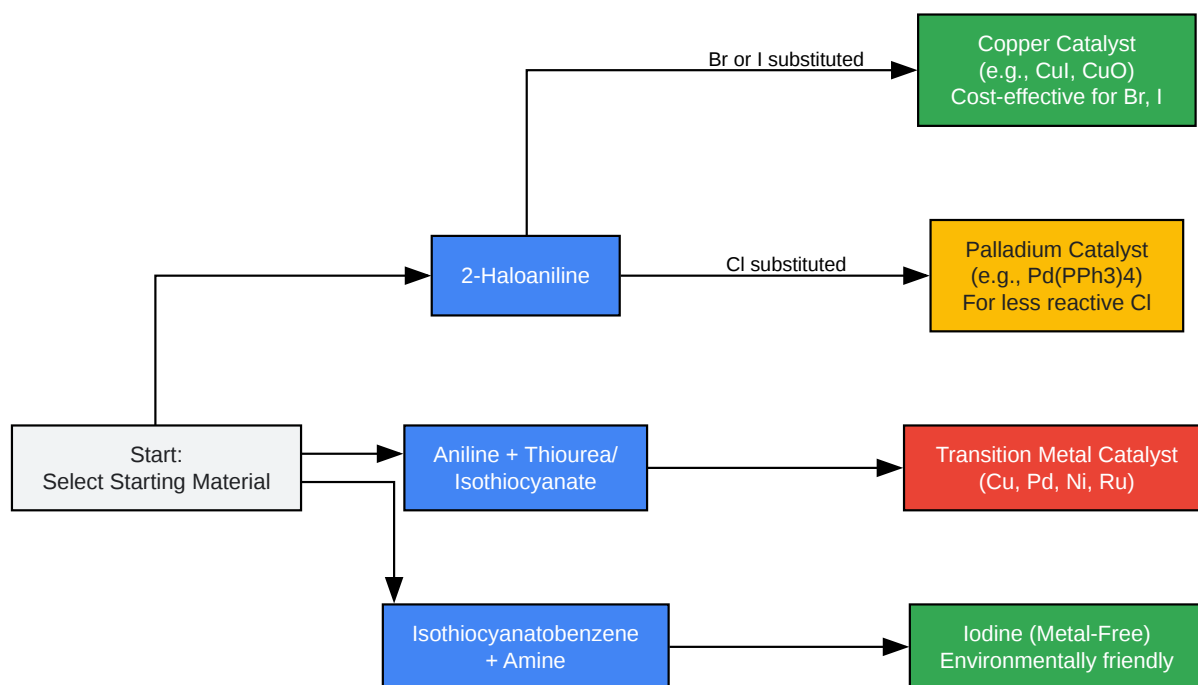 Br or I substituted
Copper Catalyst
(e.g., CuI, CuO)
Cost-effective for Br, I
2-Haloaniline
Cl substituted
Palladium Catalyst
(e.g., Pd(PPh3)4)
For less reactive Cl
Start:
Select Starting Material
Aniline + Thiourea/
Isothiocyanate
Transition Metal Catalyst
(Cu, Pd, Ni, Ru)
Isothiocyanatobenzene
+ Amine
Iodine (Metal-Free)
Environmentally friendly